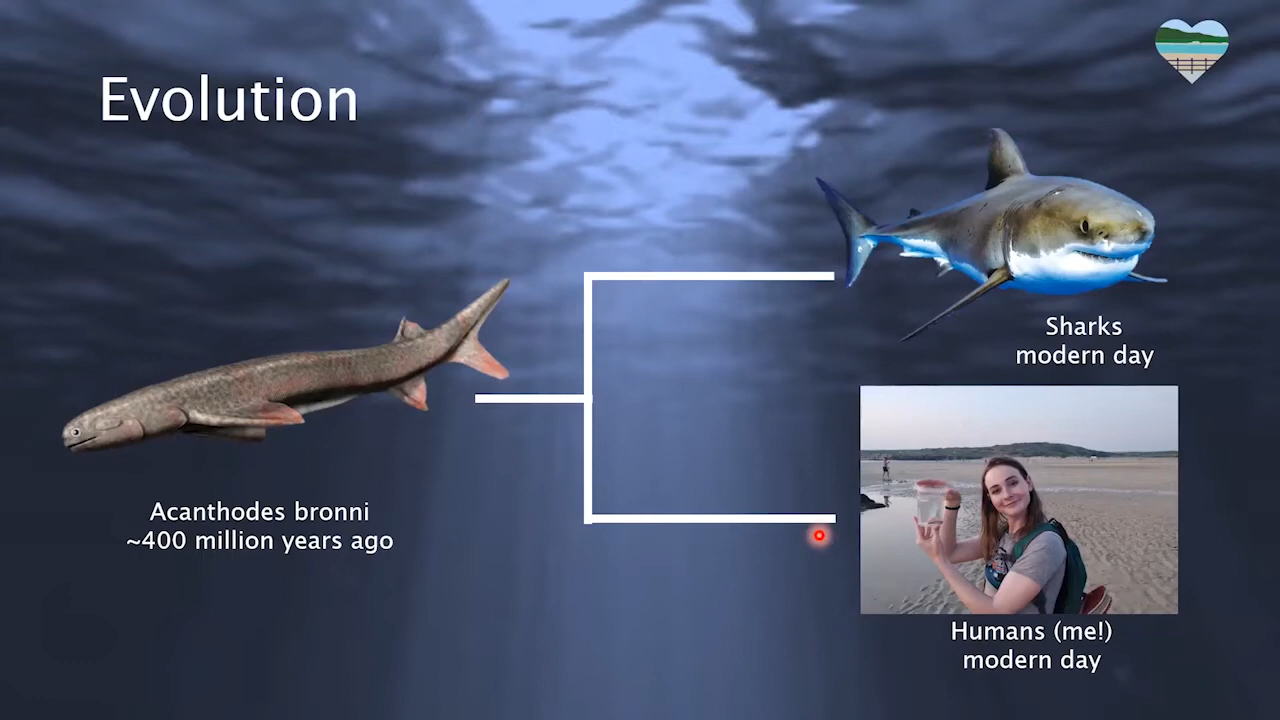 Evolution
Sharks
modern day
Acanthodes bronni
~400 million years ago
Humans (me!)
modern day